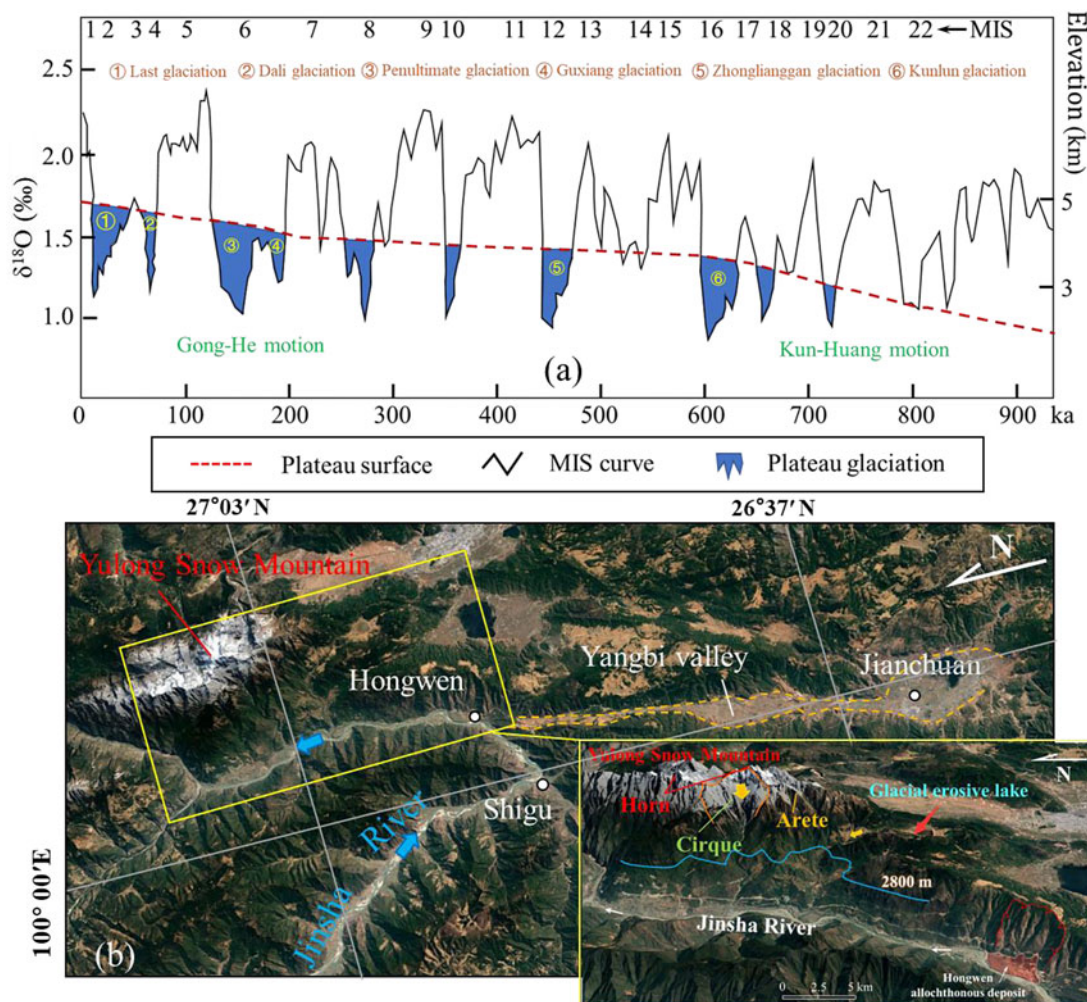 1 2 3 4 5 6 7 8 9 10 11 12 13 14 15 16 17 18 19 20 21 22 ← MIS
① Last glaciation ② Dali glaciation ③ Penultimate glaciation ④ Guxiang glaciation ⑤ Zhonglianggan glaciation ⑥ Kunlun glaciation
2.5
2.0
1.5
1.0
δ18O (‰)
Elevation (km)
5
3
① ② ③ ④ ⑤ ⑥
Gong-He motion
Kun-Huang motion
(a)
0 100 200 300 400 500 600 700 800 900 ka
Plateau surface MIS curve Plateau glaciation
27°03′ N
26°37′ N
Yulong Snow Mountain
N
Hongwen
Yangbi valley
Jianchuan
Shigu
Jinsha River
100° 00′E
(b)
Yulong Snow Mountain
N
Horn
Glacial erosive lake
Arete
Cirque
2800 m
Jinsha River
Hongwen
allochthonous deposit
0 2.5 5 km